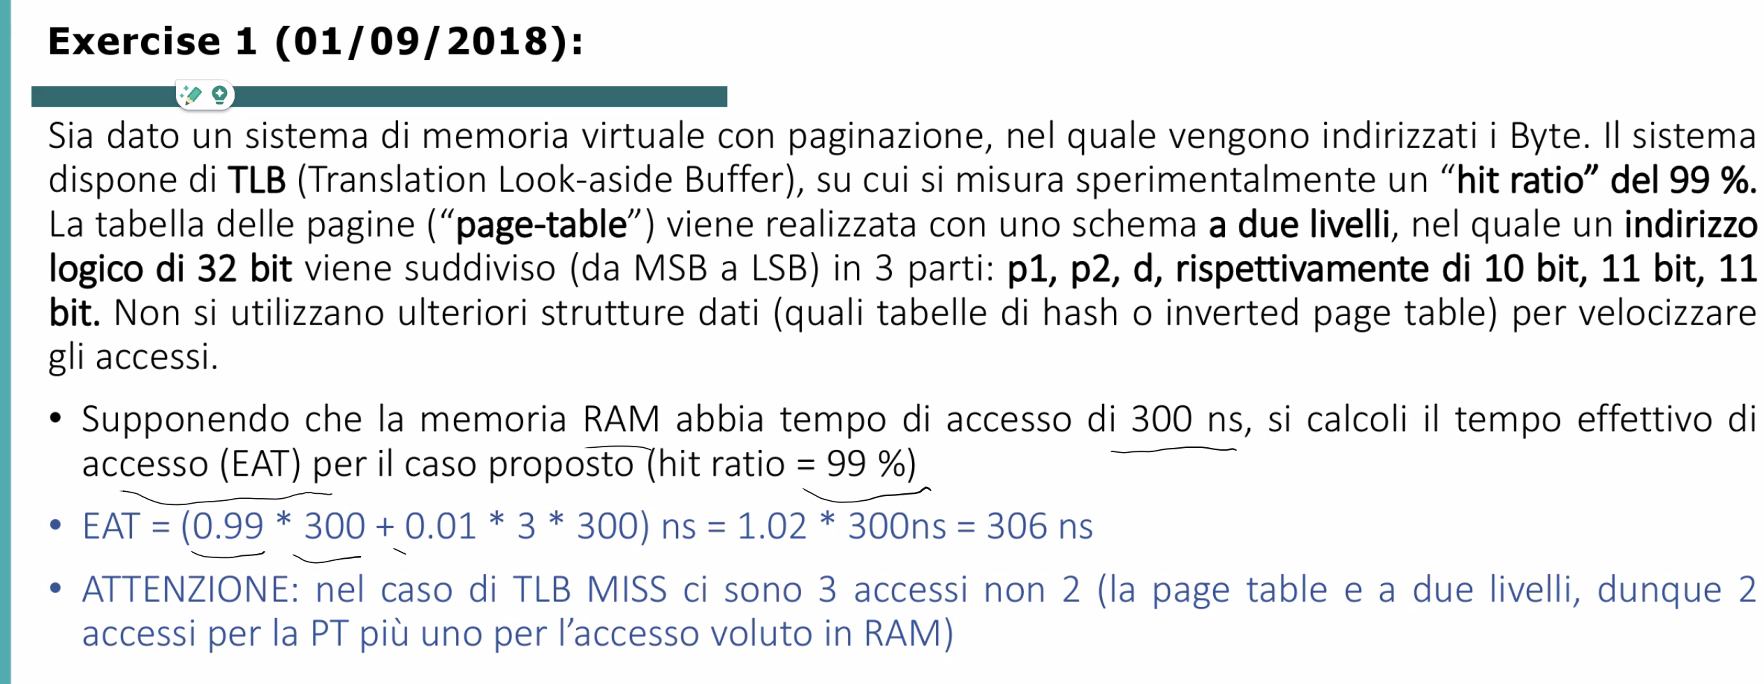 Exercise 1 (01/09/2018):
Sia dato un sistema di memoria virtuale con paginazione, nel quale vengono indirizzati i Byte. Il sistema
dispone di TLB (Translation Look-aside Buffer), su cui si misura sperimentalmente un “hit ratio” del 99 %.
La tabella delle pagine (“page-table”) viene realizzata con uno schema a due livelli, nel quale un indirizzo
logico di 32 bit viene suddiviso (da MSB a LSB) in 3 parti: p1, p2, d, rispettivamente di 10 bit, 11 bit, 11
bit. Non si utilizzano ulteriori strutture dati (quali tabelle di hash o inverted page table) per velocizzare
gli accessi.
• Supponendo che la memoria RAM abbia tempo di accesso di 300 ns, si calcoli il tempo effettivo di
accesso (EAT) per il caso proposto (hit ratio = 99 %)
• EAT = (0.99 * 300 + 0.01 * 3 * 300) ns = 1.02 * 300ns = 306 ns
• ATTENZIONE: nel caso di TLB MISS ci sono 3 accessi non 2 (la page table e a due livelli, dunque 2
accessi per la PT più uno per l’accesso voluto in RAM)